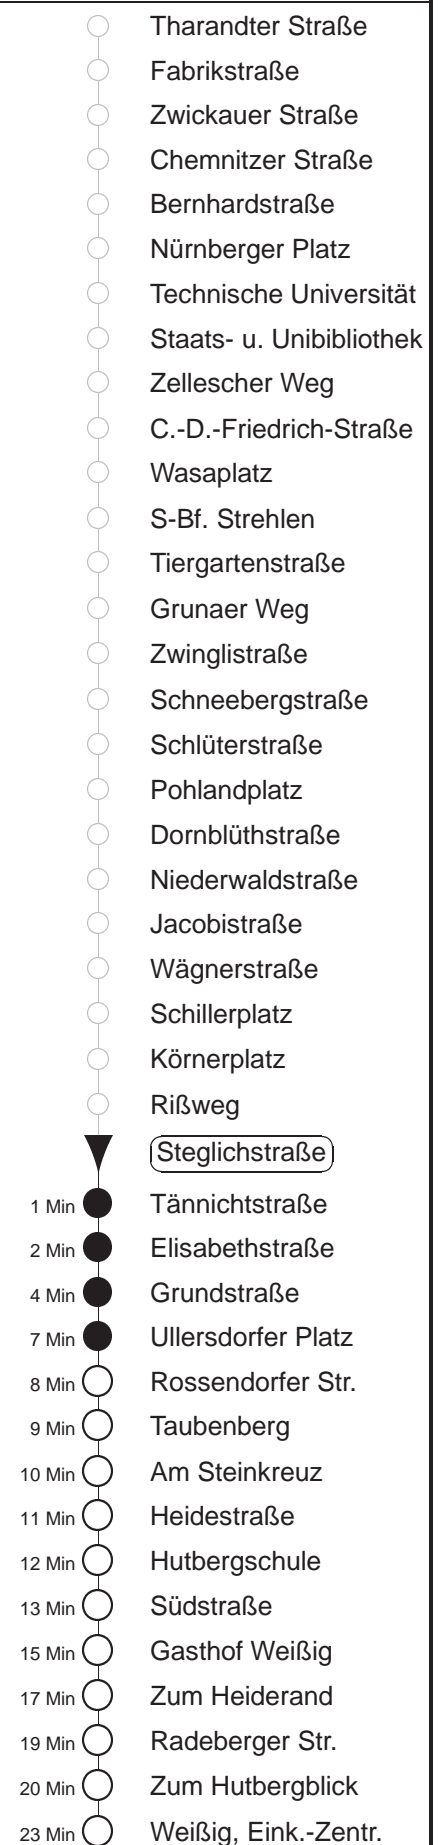 Tharandter Straße
Fabrikstraße
Zwickauer Straße
Chemnitzer Straße
Bernhardstraße
Nürnberger Platz
Technische Universität
Staats- u. Unibibliothek
Zellescher Weg
C.-D.-Friedrich-Straße
Wasaplatz
S-Bf. Strehlen
Tiergartenstraße
Grunaer Weg
Zwinglistraße
Schneebergstraße
Schlüterstraße
Pohlandplatz
Dornblüthstraße
Niederwaldstraße
Jacobistraße
Wägnerstraße
Schillerplatz
Körnerplatz
Rißweg
Steglichstraße
1 Min Tännichtstraße
2 Min Elisabethstraße
4 Min Grundstraße
7 Min Ullersdorfer Platz
8 Min Rossendorfer Str.
9 Min Taubenberg
10 Min Am Steinkreuz
11 Min Heidestraße
12 Min Hutbergschule
13 Min Südstraße
15 Min Gasthof Weißig
17 Min Zum Heiderand
19 Min Radeberger Str.
20 Min Zum Hutbergblick
23 Min Weißig, Eink.-Zentr.